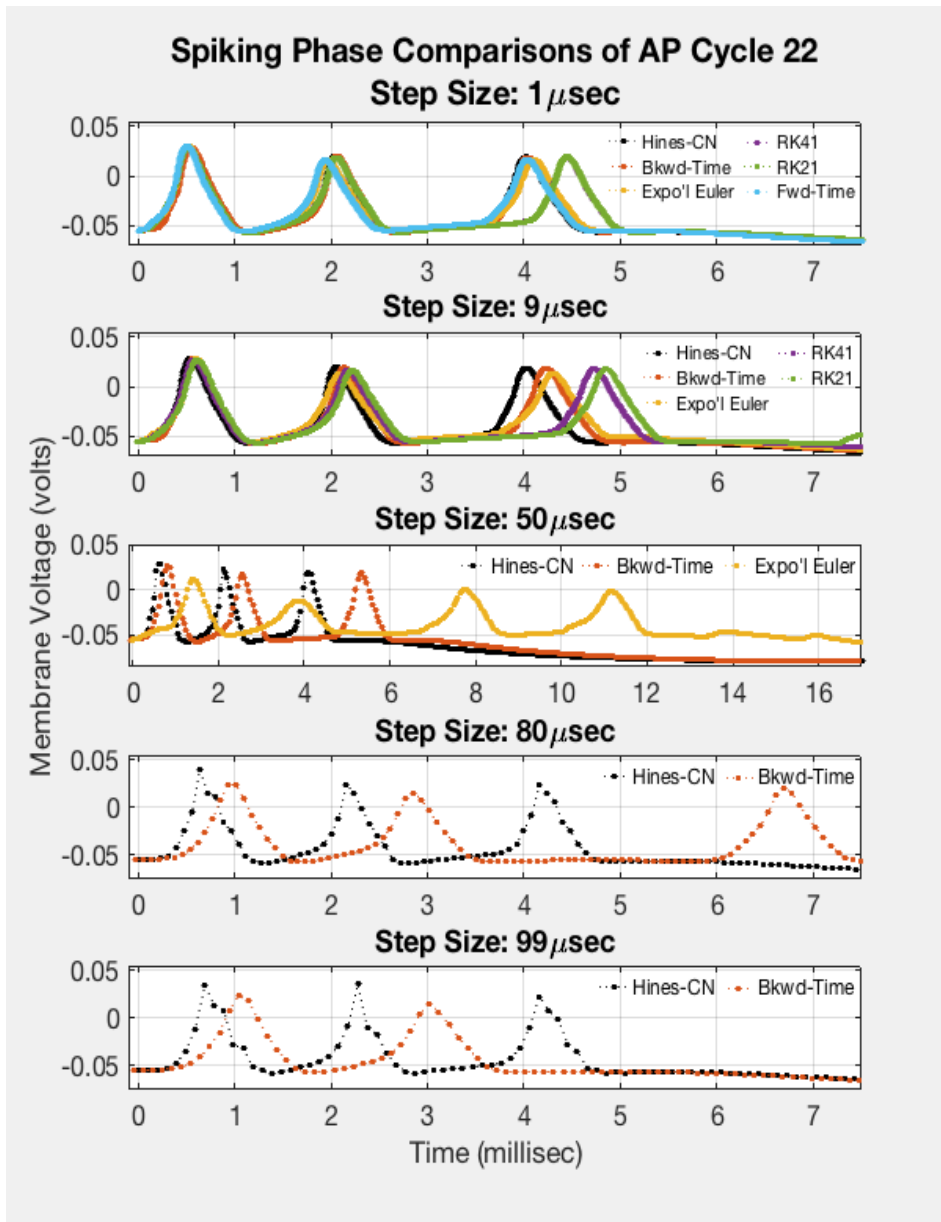 Spiking Phase Comparisons of AP Cycle 22
Step Size: 1μsec
0.05
0
-0.05
Hines-CN
Bkwd-Time
Expo'l Euler
RK41
RK21
Fwd-Time
0 1 2 3 4 5 6 7
Step Size: 9μsec
0.05
0
-0.05
Hines-CN
Bkwd-Time
Expo'l Euler
RK41
RK21
0 1 2 3 4 5 6 7
Membrane Voltage (volts)
Step Size: 50μsec
0.05
0
-0.05
Hines-CN Bkwd-Time Expo'l Euler
0 2 4 6 8 10 12 14 16
Step Size: 80μsec
0.05
0
-0.05
Hines-CN Bkwd-Time
0 1 2 3 4 5 6 7
Step Size: 99μsec
0.05
0
-0.05
Hines-CN Bkwd-Time
0 1 2 3 4 5 6 7
Time (millisec)